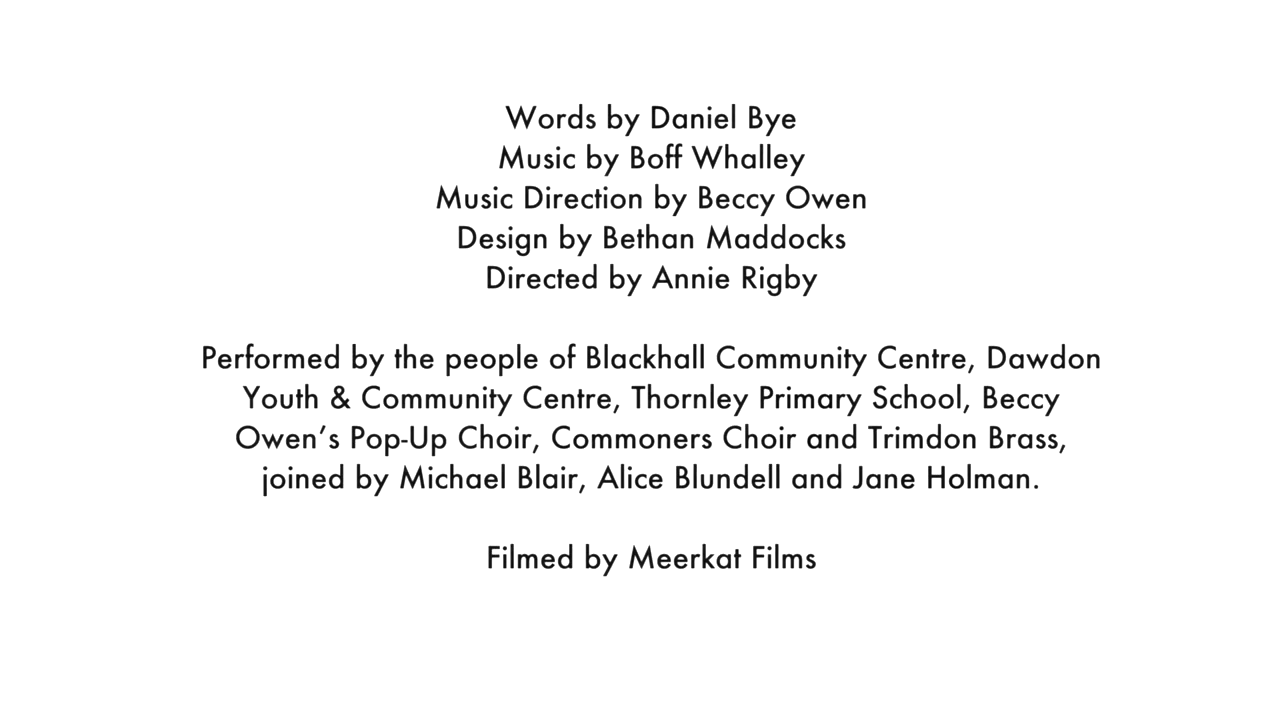 Words by Daniel Bye
Music by Boff Whalley
Music Direction by Beccy Owen
Design by Bethan Maddocks
Directed by Annie Rigby
Performed by the people of Blackhall Community Centre, Dawdon
Youth & Community Centre, Thornley Primary School, Beccy
Owen’s Pop-Up Choir, Commoners Choir and Trimdon Brass,
joined by Michael Blair, Alice Blundell and Jane Holman.
Filmed by Meerkat Films